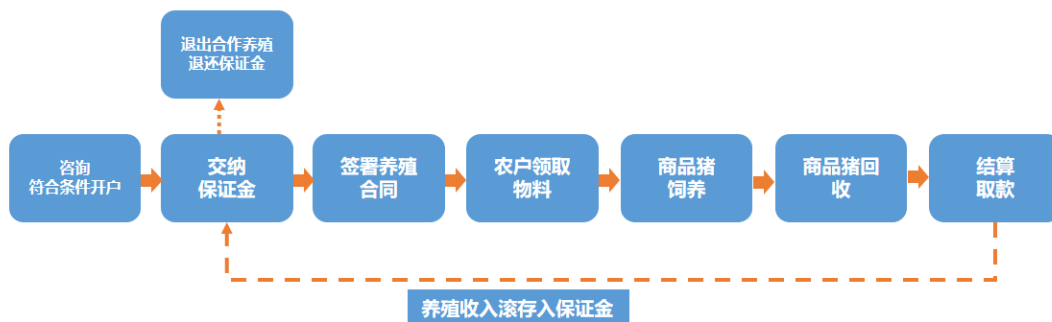 退出合作养殖
退还保证金
咨询
符合条件开户
交纳
保证金
签署养殖
合同
农户领取
物料
商品猪
饲养
商品猪回
收
结算
取款
养殖收入滚存入保证金